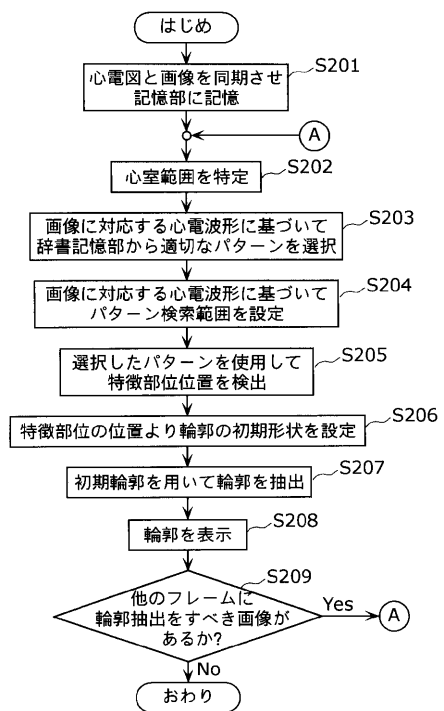 はじめ
S201
心電図と画像を同期させ
記憶部に記憶
A
S202
心室範囲を特定
S203
画像に対応する心電波形に基づいて
辞書記憶部から適切なパターンを選択
S204
画像に対応する心電波形に基づいて
パターン検索範囲を設定
S205
選択したパターンを使用して
特徴部位位置を検出
S206
特徴部位の位置より輪郭の初期形状を設定
S207
初期輪郭を用いて輪郭を抽出
S208
輪郭を表示
S209
他のフレームに
輪郭抽出をすべき画像が
あるか?
Yes
A
No
おわり